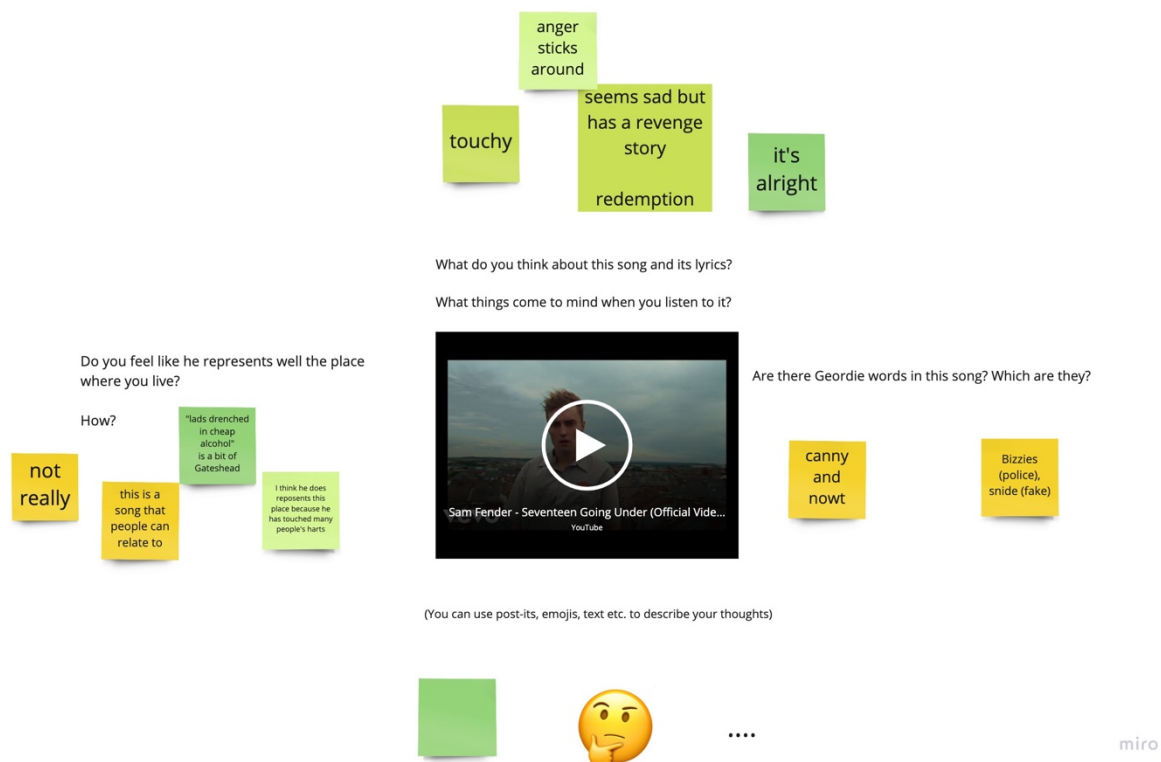 anger
sticks
around
touchy
seems sad but
has a revenge
story
redemption
it's
alright
What do you think about this song and its lyrics?
What things come to mind when you listen to it?
Do you feel like he represents well the place
where you live?
How?
not
really
this is a
song that
people can
relate to
"lads drenched
in cheap
alcohol"
is a bit of
Gateshead
I think he does
reposents this
place because he
has touched many
people's harts
vevo
Sam Fender - Seventeen Going Under (Official Vide...
YouTube
Are there Geordie words in this song? Which are they?
canny
and
nowt
Bizzies
(police),
snide (fake)
(You can use post-its, emojis, text etc. to describe your thoughts)
....
miro